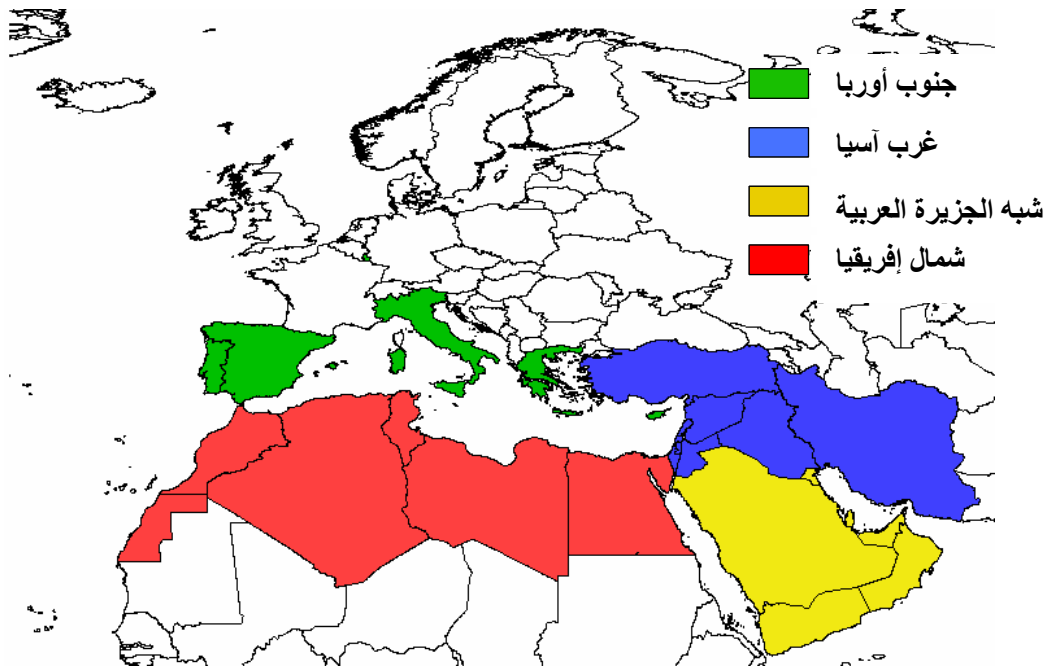 جنوب أوربا
غرب آسيا
شبه الجزيرة العربية
شمال إفريقيا